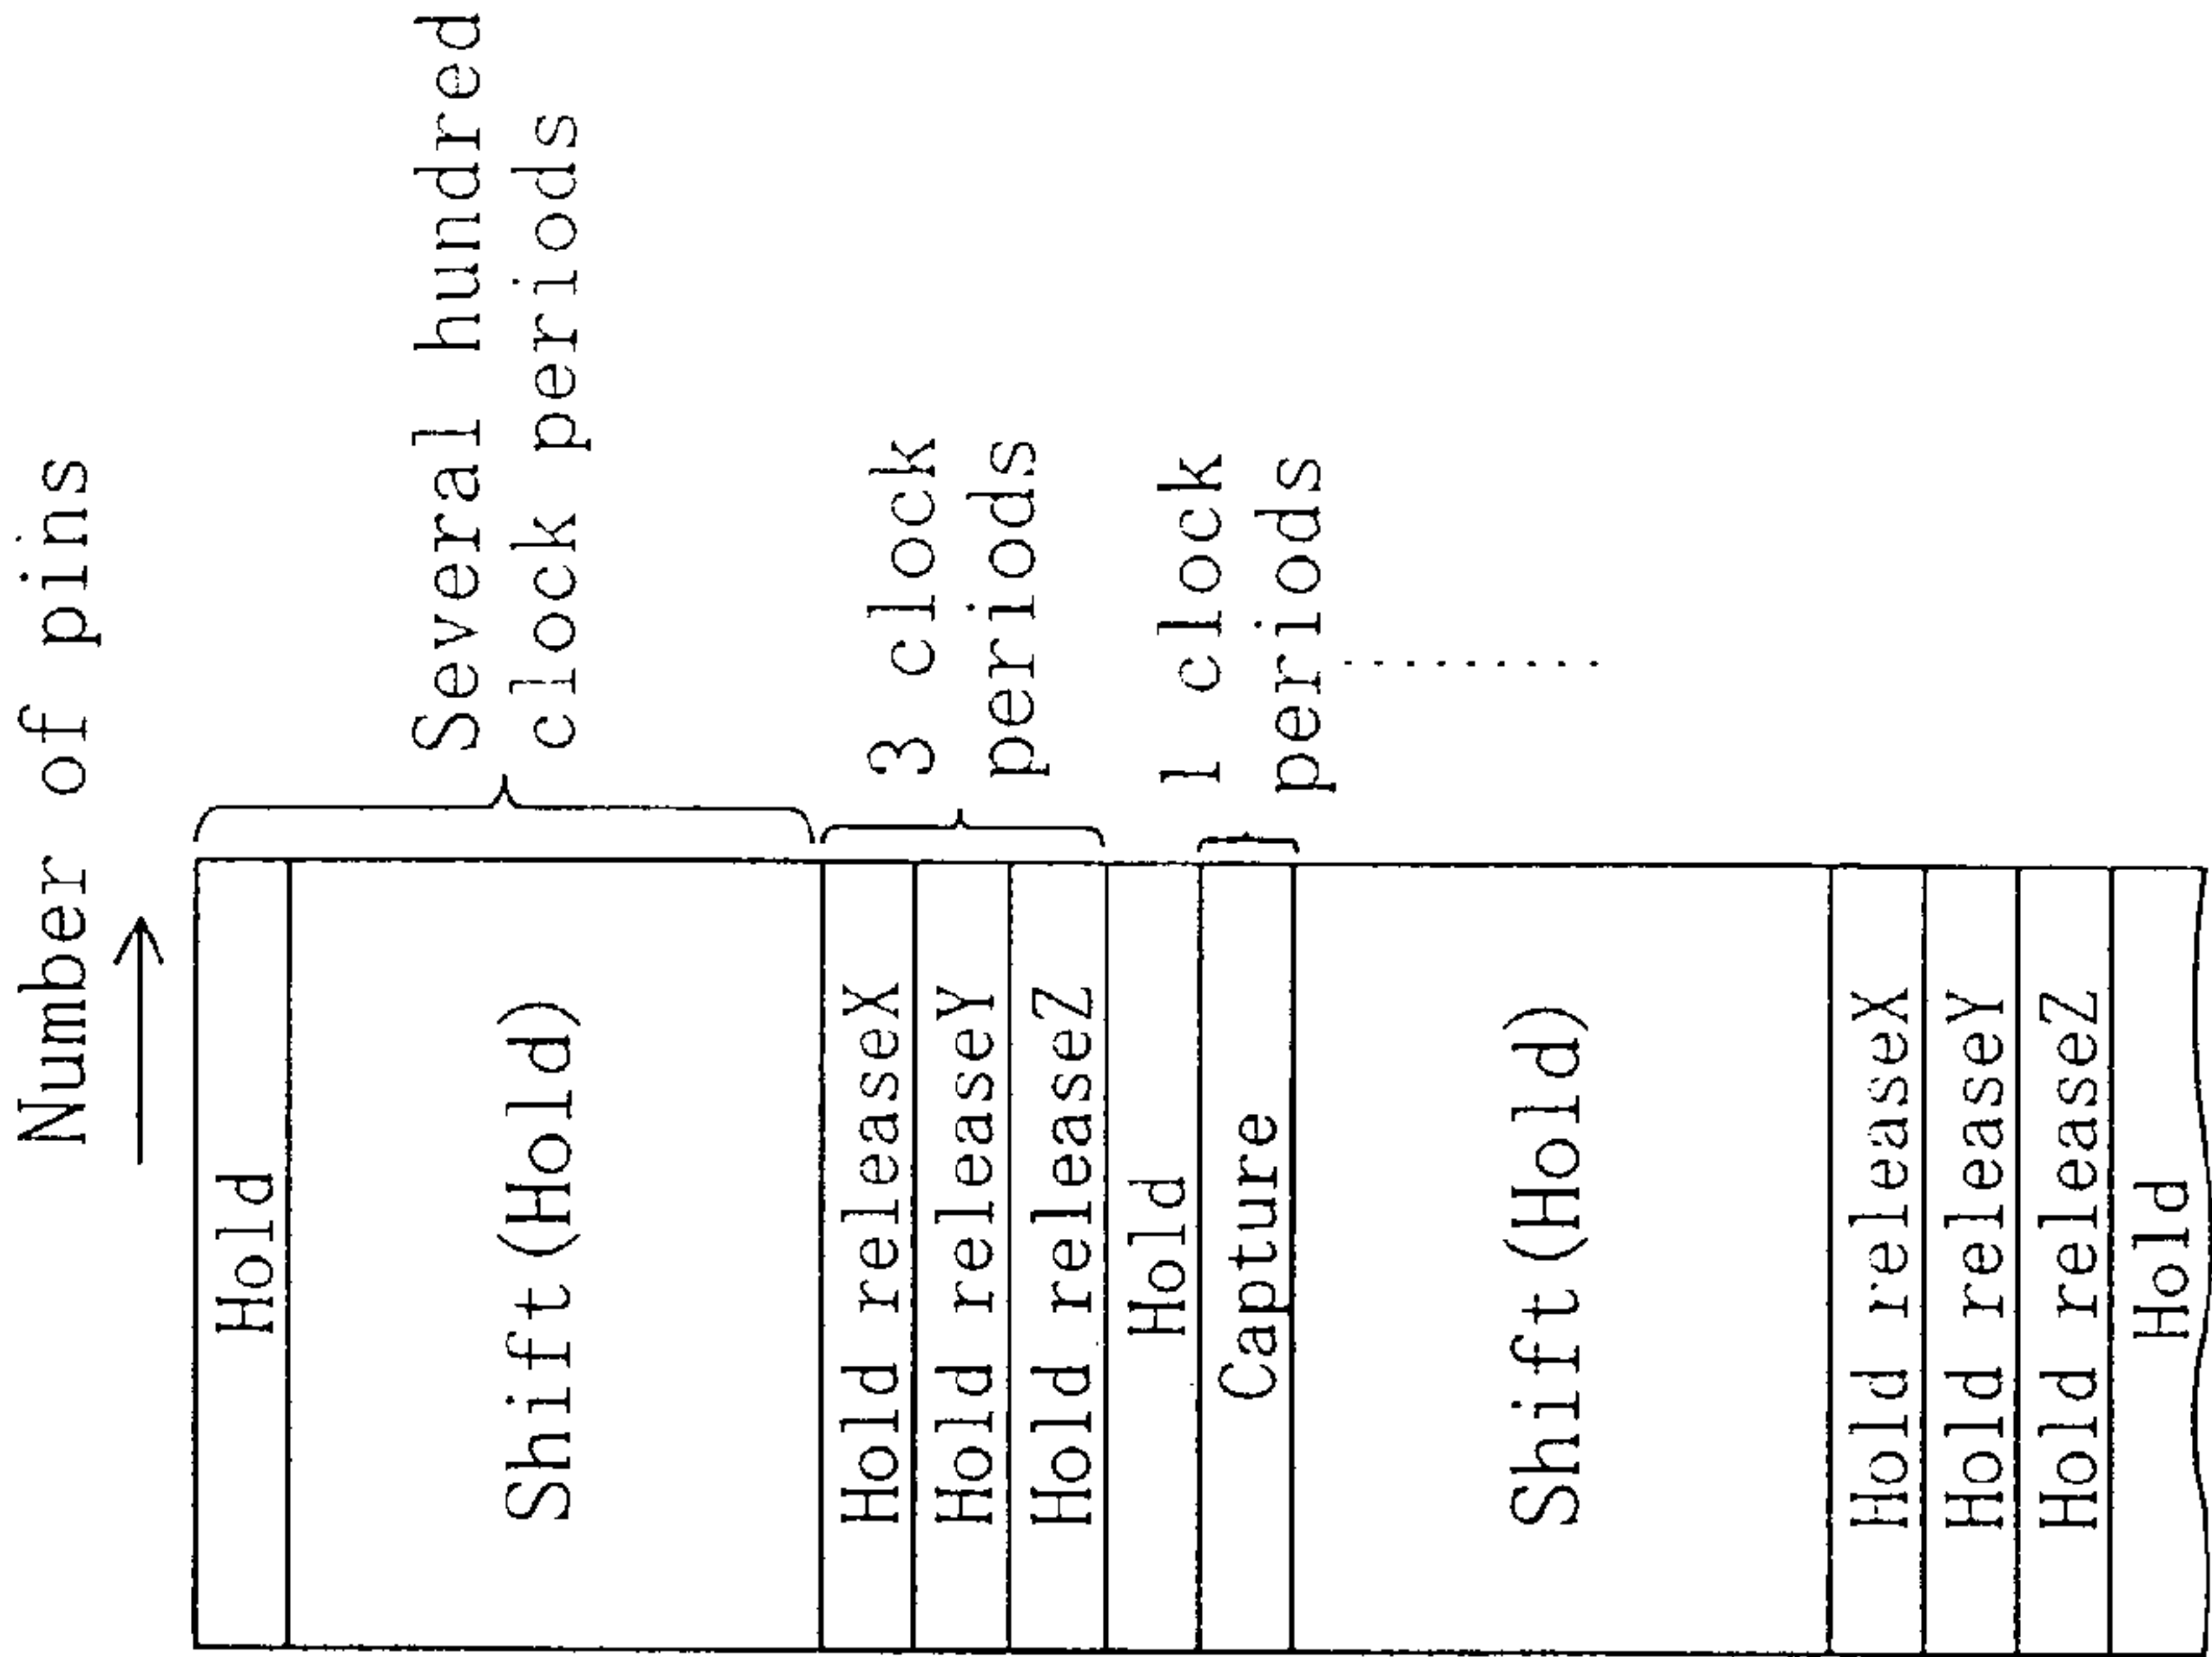 Number of pins
Hold
Shift(Hold)
Several hundred
clock periods
Hold releaseX
Hold releaseY
Hold releaseZ
3 clock
periods
Hold
Capture
1 clock
periods
Shift(Hold)
Hold releaseX
Hold releaseY
Hold releaseZ
Hold